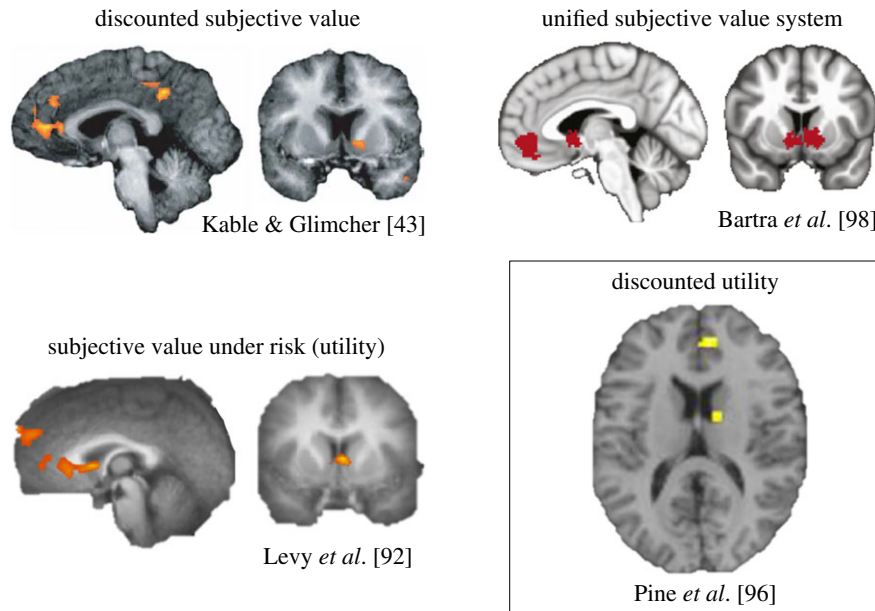 discounted subjective value
unified subjective value system
Kable & Glimcher [43]
Bartra et al. [98]
discounted utility
subjective value under risk (utility)
Levy et al. [92]
Pine et al. [96]